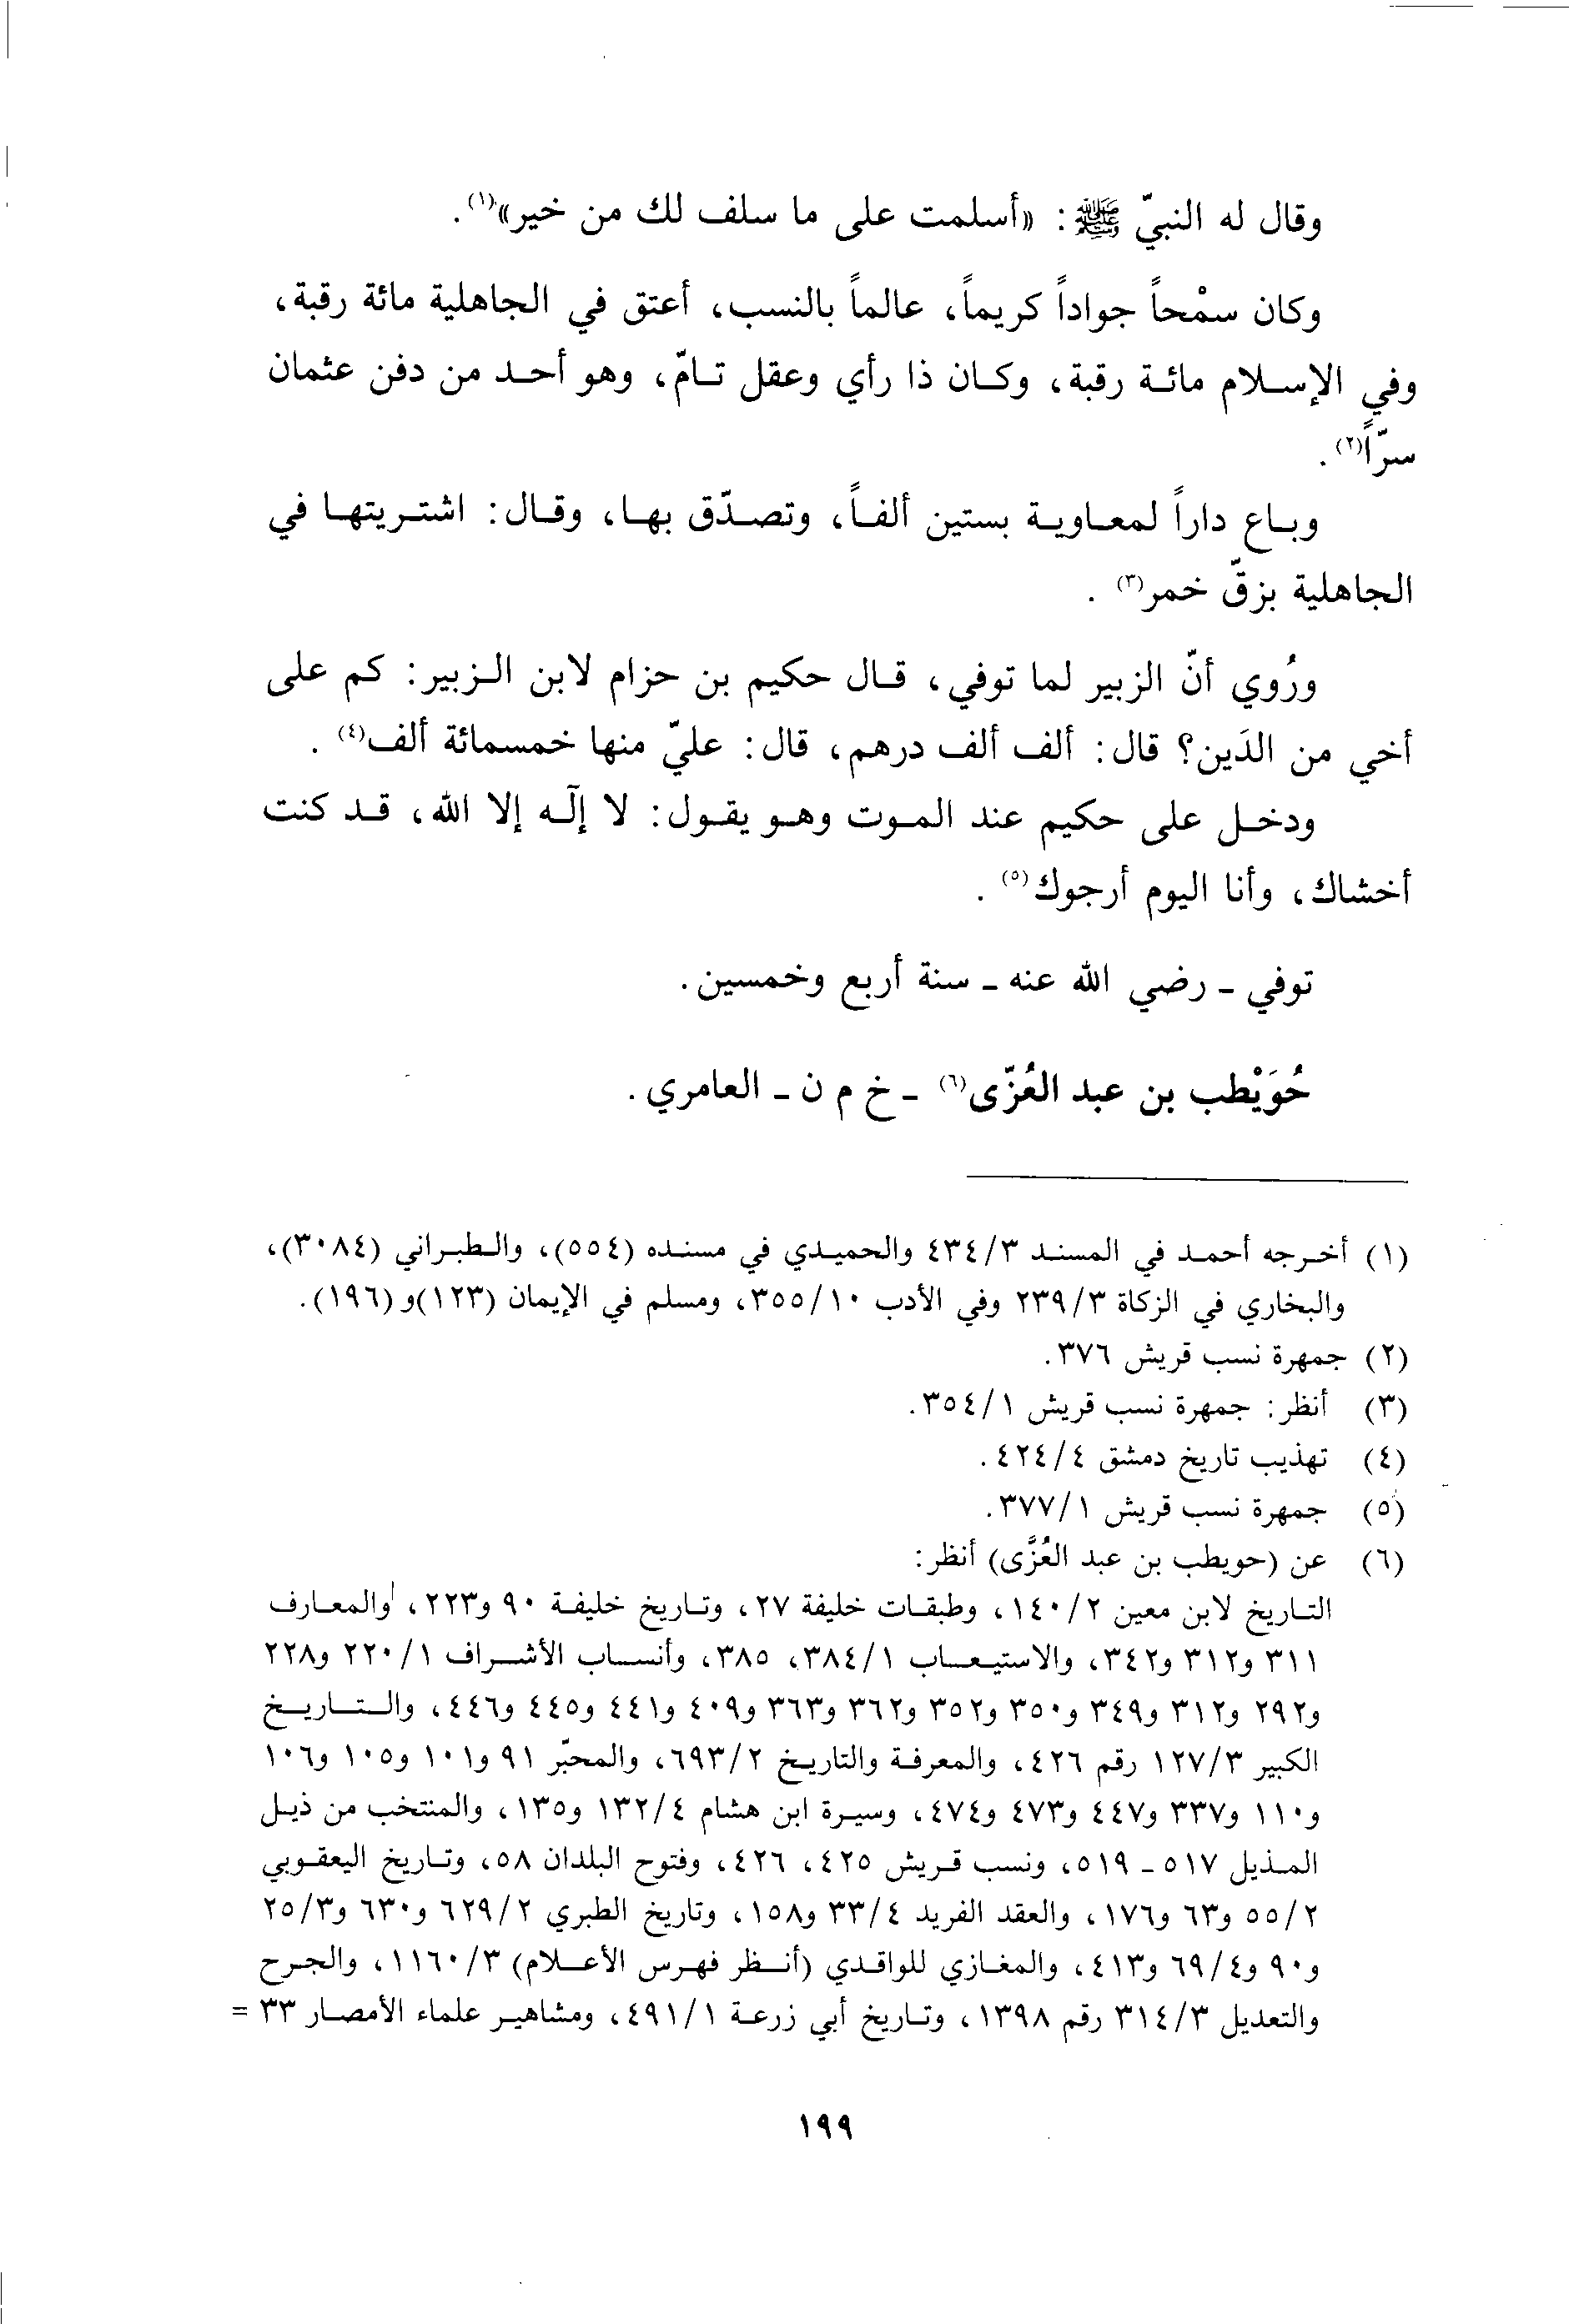 وقال له النبيّ ﷺ: «أسلمت على ما سلف لك من خير»(١).
وكان سمْحاً جواداً كريماً، عالماً بالنسب، أعتق في الجاهلية مائة رقبة،
وفي الإسلام مائة رقبة، وكان ذا رأي وعقل تامّ، وهو أحد من دفن عثمان
سرّاً(٢).
وباع داراً لمعاوية بستين ألفاً، وتصدّق بها، وقال: اشتريتها في
الجاهلية بزقّ خمر(٣).
ورُوي أنّ الزبير لما توفي، قال حكيم بن حزام لابن الزبير: كم على
أخي من الدَين؟ قال: ألف ألف درهم، قال: عليّ منها خمسمائة ألف(٤).
ودخل على حكيم عند الموت وهو يقول: لا إلٓه إلا الله، قد كنت
أخشاك، وأنا اليوم أرجوك(٥).
توفي - رضي الله عنه - سنة أربع وخمسين.
حُوَيْطب بن عبد العُزّى(٦) - خ م ن - العامري.
(١) أخرجه أحمد في المسند ٤٣٤/٣ والحميدي في مسنده (٥٥٤)، والطبراني (٣٠٨٤)،
والبخاري في الزكاة ٢٣٩/٣ وفي الأدب ٣٥٥/١٠، ومسلم في الإيمان (١٢٣)و(١٩٦).
(٢) جمهرة نسب قريش ٣٧٦.
(٣) أنظر: جمهرة نسب قريش ٣٥٤/١.
(٤) تهذيب تاريخ دمشق ٤٢٤/٤.
(٥) جمهرة نسب قريش ٣٧٧/١.
(٦) عن (حويطب بن عبد العُزَّى) أنظر:
التاريخ لابن معين ١٤٠/٢، وطبقات خليفة ٢٧، وتاريخ خليفة ٩٠ و٢٢٣، والمعارف
٣١١ و٣١٢ و٣٤٢، والاستيعاب ٣٨٤/١، ٣٨٥، وأنساب الأشراف ٢٢٠/١ و٢٢٨
و٢٩٢ و٣١٢ و٣٤٩ و٣٥٠ و٣٥٢ و٣٦٢ و٣٦٣ و٤٠٩ و٤٤١ و٤٤٥ و٤٤٦، والتاريخ
الكبير ١٢٧/٣ رقم ٤٢٦، والمعرفة والتاريخ ٦٩٣/٢، والمحبّر ٩١ و١٠١ و١٠٥ و١٠٦
و١١٠ و٣٣٧ و٤٤٧ و٤٧٣ و٤٧٤، وسيرة ابن هشام ١٣٢/٤ و١٣٥، والمنتخب من ذيل
المذيل ٥١٧ - ٥١٩، ونسب قريش ٤٢٥، ٤٢٦، وفتوح البلدان ٥٨، وتاريخ اليعقوبي
٥٥/٢ و٦٣ و١٧٦، والعقد الفريد ٣٣/٤ و١٥٨، وتاريخ الطبري ٦٢٩/٢ و٦٣٠ و٢٥/٣
و٩٠ و٦٩/٤ و٤١٣، والمغازي للواقدي (أنظر فهرس الأعلام) ١١٦٠/٣، والجرح
والتعديل ٣١٤/٣ رقم ١٣٩٨، وتاريخ أبي زرعة ٤٩١/١، ومشاهير علماء الأمصار ٣٣ =
١٩٩